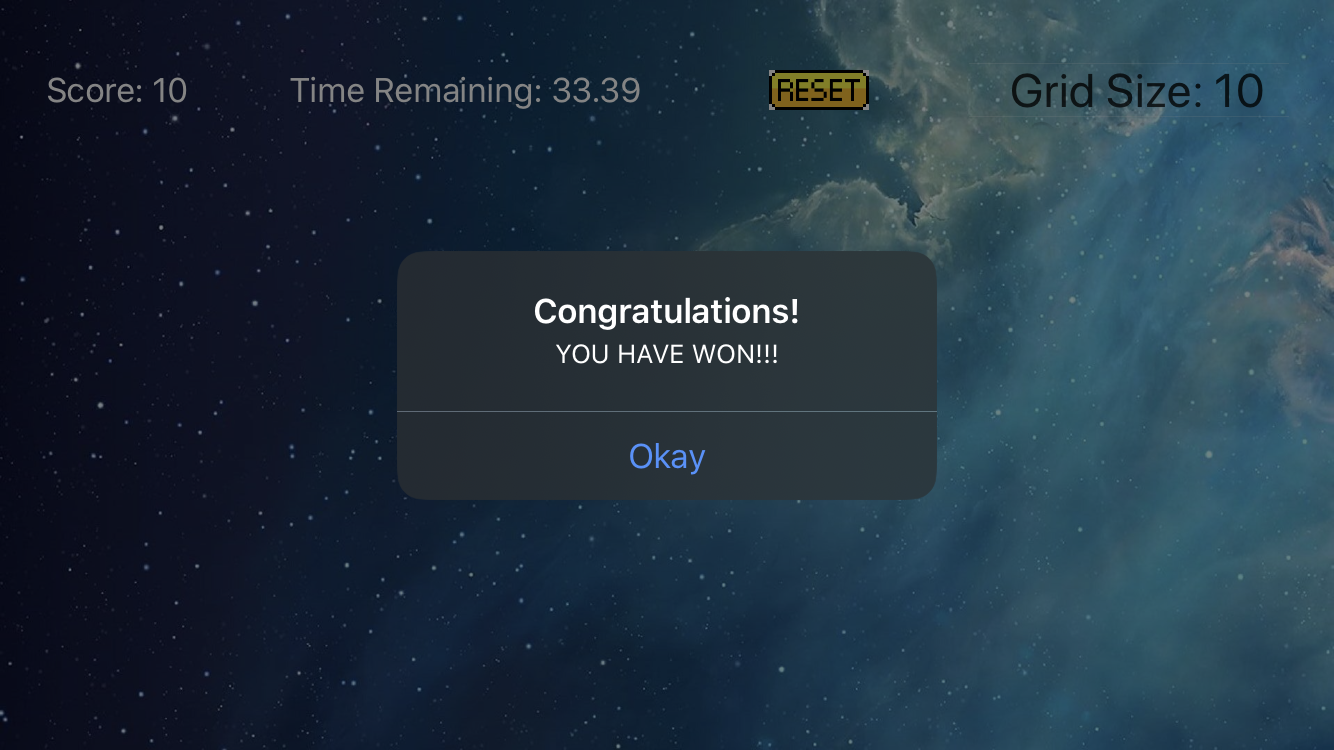 Score: 10
Time Remaining: 33.39
RESET
Grid Size: 10
Congratulations!
YOU HAVE WON!!!
Okay